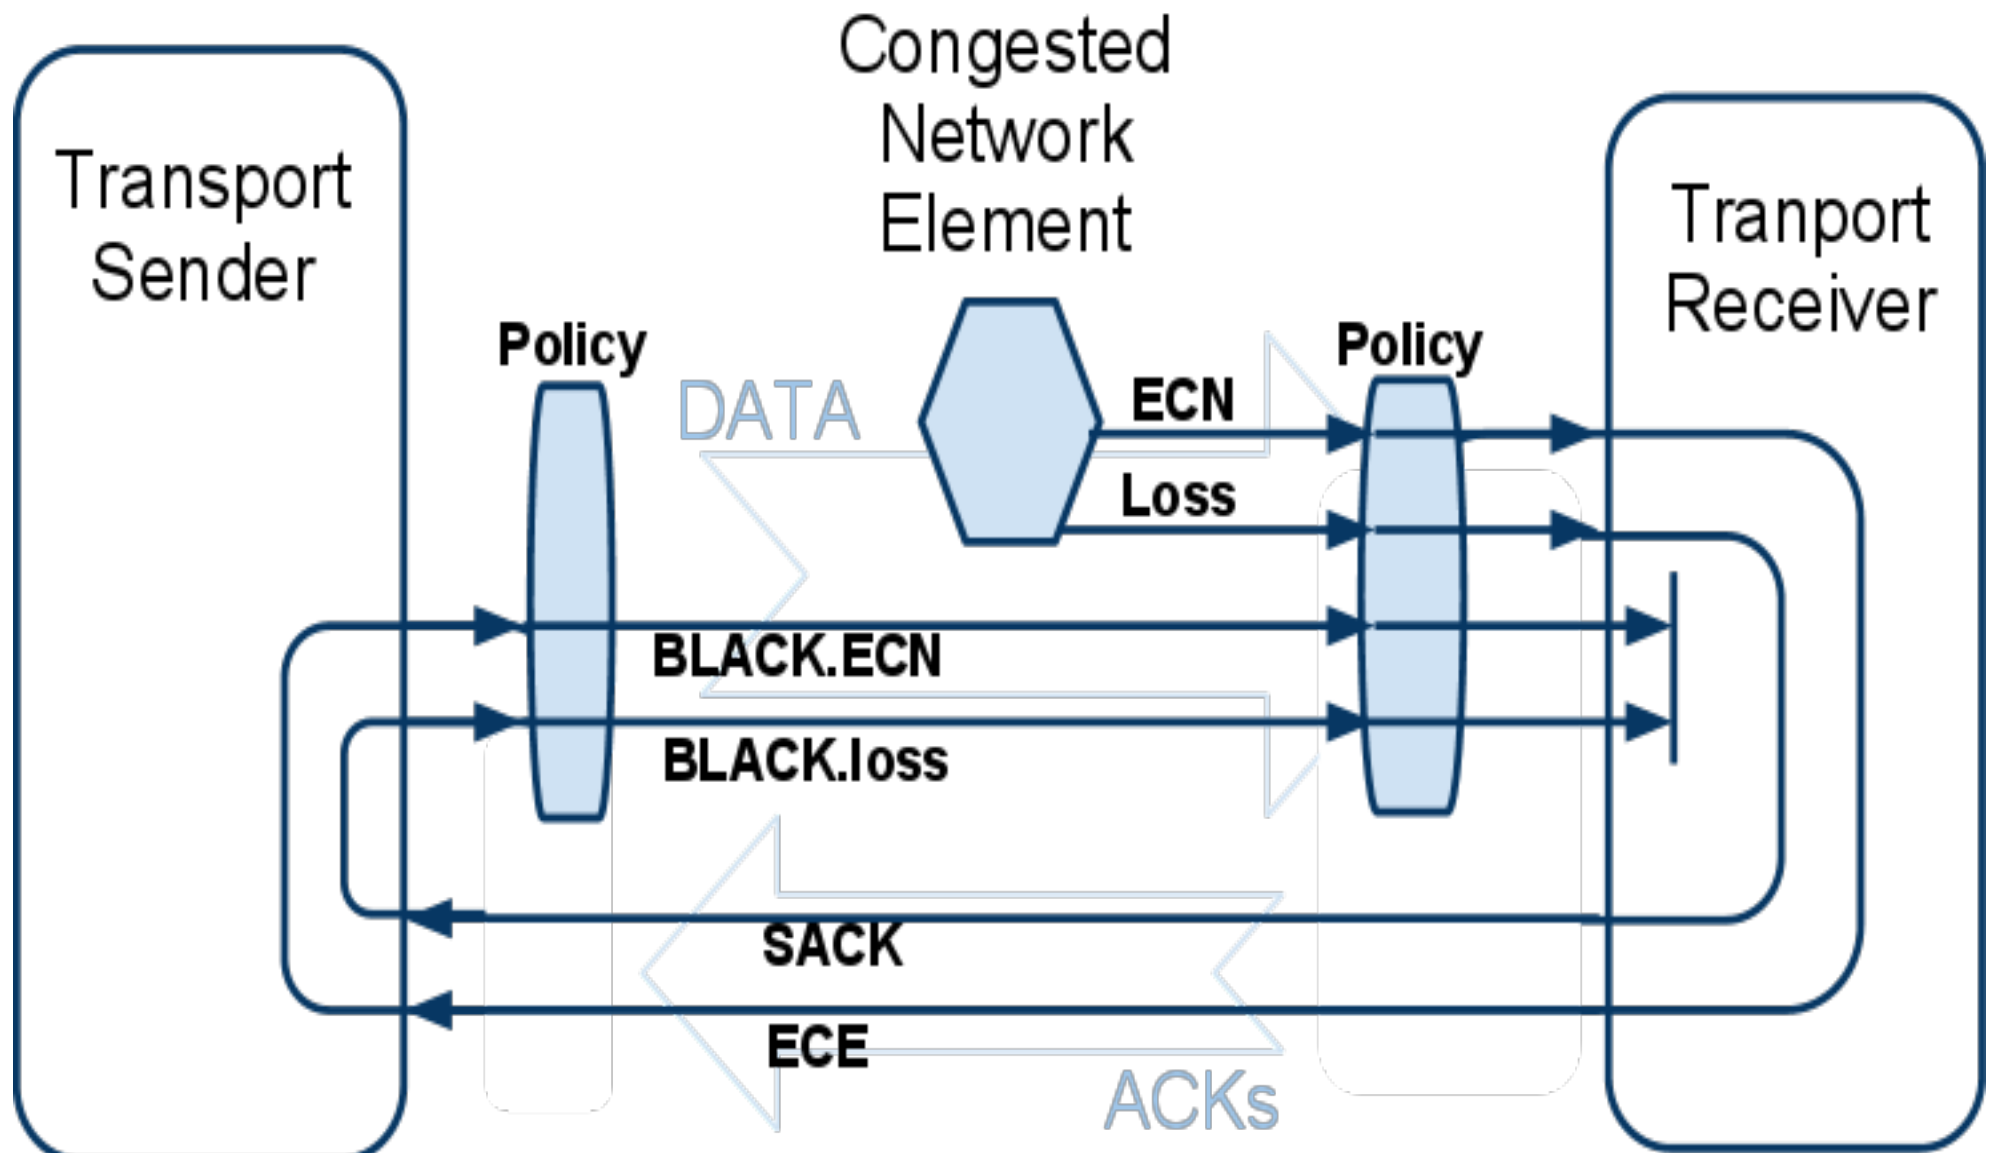 Transport
Sender
Congested
Network
Element
Tranport
Receiver
Policy
Policy
DATA
ECN
Loss
BLACK.ECN
BLACK.loss
SACK
ECE
ACKs